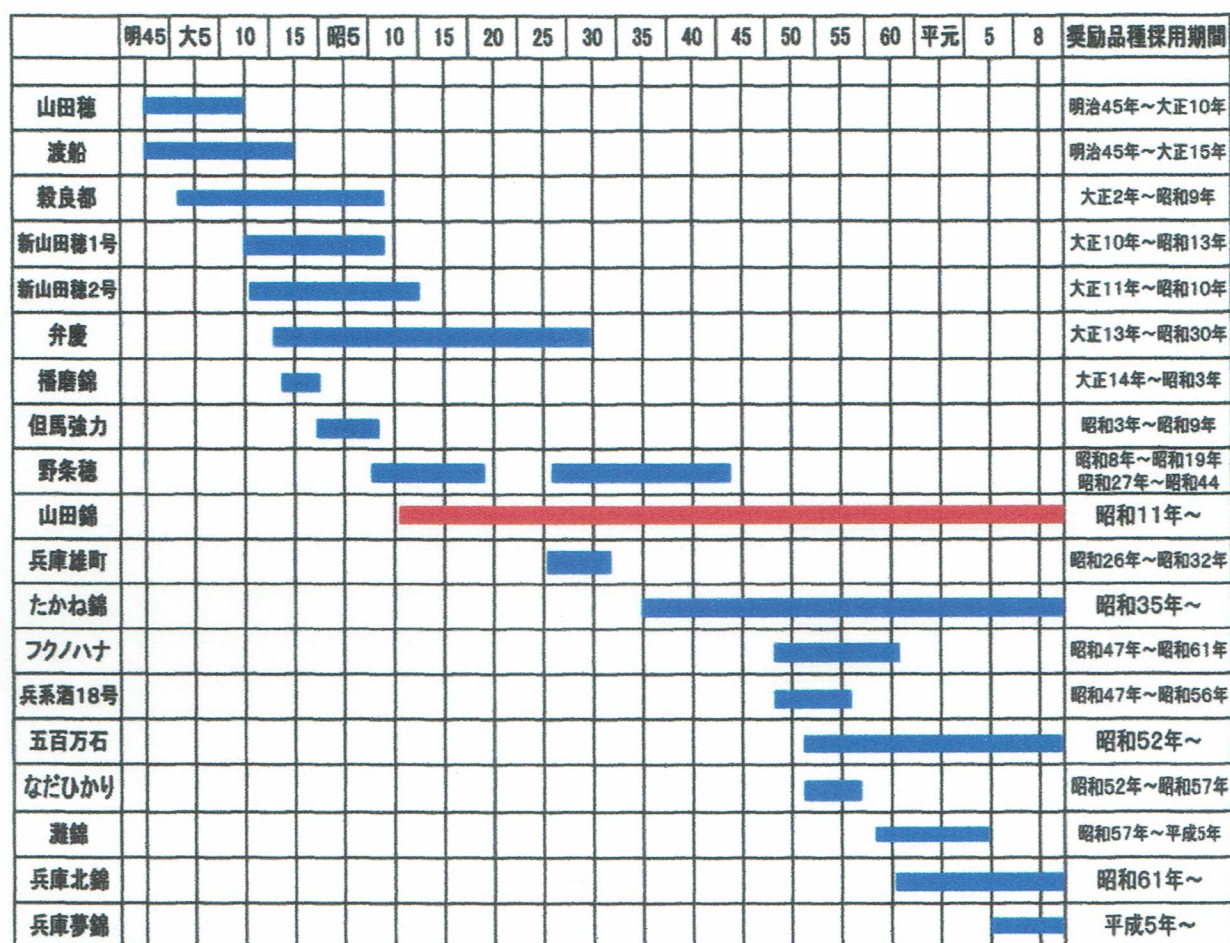 明45 大5 10 15 昭5 10 15 20 25 30 35 40 45 50 55 60 平元 5 8 奨励品種採用期間
山田穂 明治45年～大正10年
渡船 明治45年～大正15年
穀良都 大正2年～昭和9年
新山田穂1号 大正10年～昭和13年
新山田穂2号 大正11年～昭和10年
弁慶 大正13年～昭和30年
播磨錦 大正14年～昭和3年
但馬強力 昭和3年～昭和9年
野条穂 昭和8年～昭和19年
昭和27年～昭和44
山田錦 昭和11年～
兵庫雄町 昭和26年～昭和32年
たかね錦 昭和35年～
フクノハナ 昭和47年～昭和61年
兵系酒18号 昭和47年～昭和56年
五百万石 昭和52年～
なだひかり 昭和52年～昭和57年
灘錦 昭和57年～平成5年
兵庫北錦 昭和61年～
兵庫夢錦 平成5年～